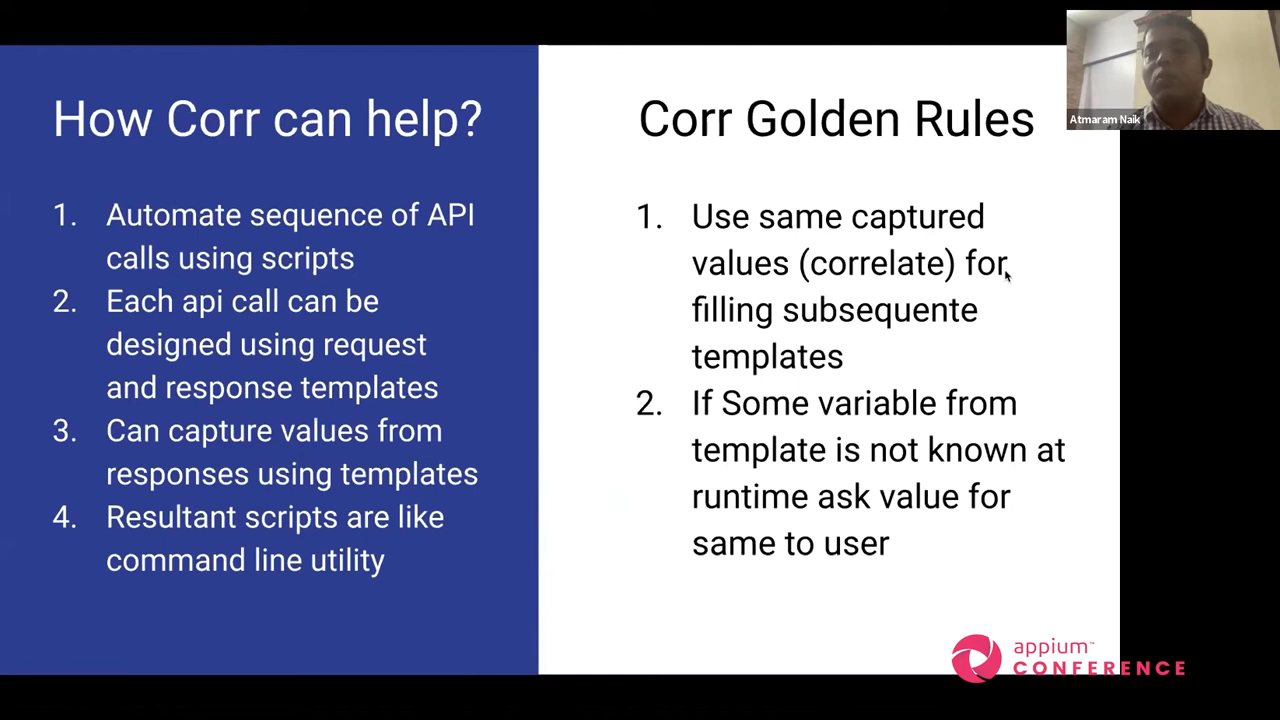 How Corr can help?
1. Automate sequence of API
calls using scripts
2. Each api call can be
designed using request
and response templates
3. Can capture values from
responses using templates
4. Resultant scripts are like
command line utility
Corr Golden Rules
1. Use same captured
values (correlate) for
filling subsequente
templates
2. If Some variable from
template is not known at
runtime ask value for
same to user
Atmaram Naik
appium™
CONFERENCE